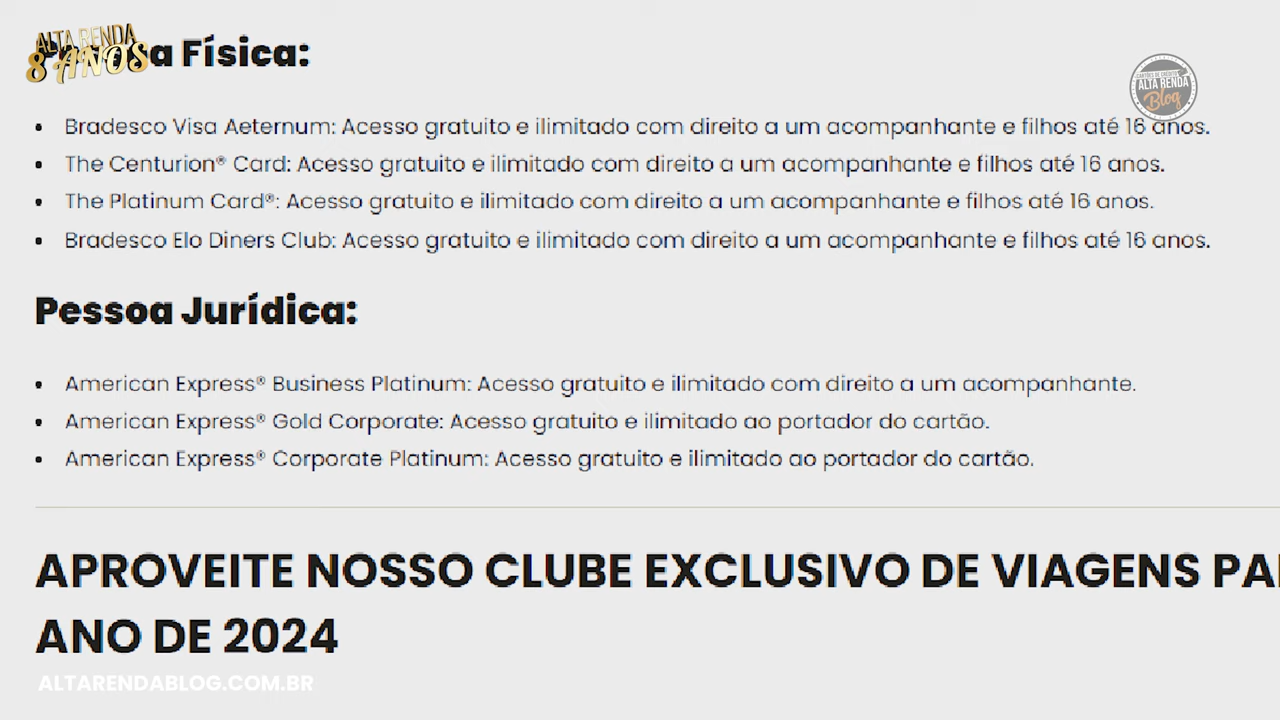 ALTA RENDA
8 ANOS
a Física:
CARTÕES DE CRÉDITO
ALTA RENDA
Blog
• Bradesco Visa Aeternum: Acesso gratuito e ilimitado com direito a um acompanhante e filhos até 16 anos.
• The Centurion® Card: Acesso gratuito e ilimitado com direito a um acompanhante e filhos até 16 anos.
• The Platinum Card®: Acesso gratuito e ilimitado com direito a um acompanhante e filhos até 16 anos.
• Bradesco Elo Diners Club: Acesso gratuito e ilimitado com direito a um acompanhante e filhos até 16 anos.
Pessoa Jurídica:
• American Express® Business Platinum: Acesso gratuito e ilimitado com direito a um acompanhante.
• American Express® Gold Corporate: Acesso gratuito e ilimitado ao portador do cartão.
• American Express® Corporate Platinum: Acesso gratuito e ilimitado ao portador do cartão.
APROVEITE NOSSO CLUBE EXCLUSIVO DE VIAGENS PA
ANO DE 2024
ALTARENDABLOG.COM.BR